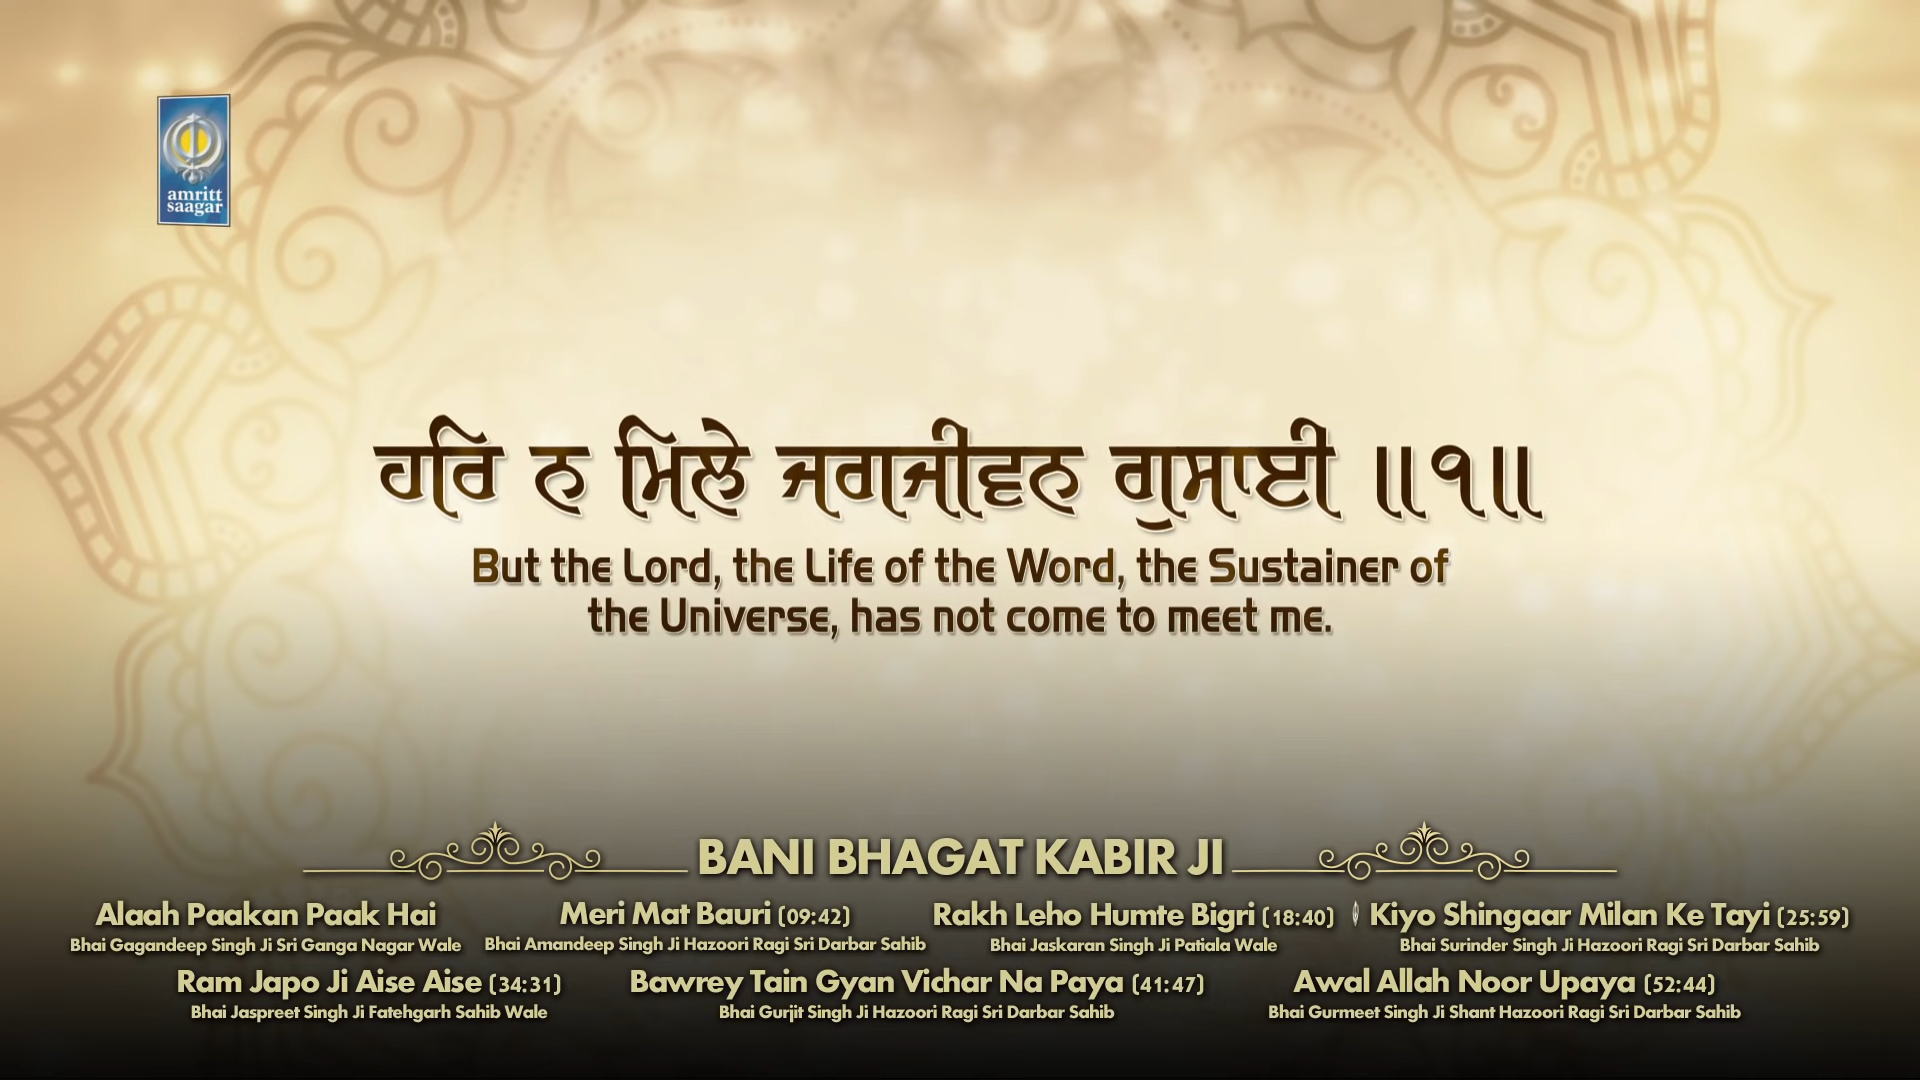 amritt
saagar
ਹਰਿ ਨ ਮਿਲੇ ਜਗਜੀਵਨ ਗੁਸਾਈ ॥੧॥
But the Lord, the Life of the Word, the Sustainer of
the Universe, has not come to meet me.
BANI BHAGAT KABIR JI
Alaah Paakan Paak Hai Meri Mat Bauri (09:42) Rakh Leho Humte Bigri (18:40) Kiyo Shingaar Milan Ke Tayi (25:59)
Bhai Gagandeep Singh Ji Sri Ganga Nagar Wale Bhai Amandeep Singh Ji Hazoori Ragi Sri Darbar Sahib Bhai Jaskaran Singh Ji Patiala Wale Bhai Surinder Singh Ji Hazoori Ragi Sri Darbar Sahib
Ram Japo Ji Aise Aise (34:31) Bawrey Tain Gyan Vichar Na Paya (41:47) Awal Allah Noor Upaya (52:44)
Bhai Jaspreet Singh Ji Fatehgarh Sahib Wale Bhai Gurjit Singh Ji Hazoori Ragi Sri Darbar Sahib Bhai Gurmeet Singh Ji Shant Hazoori Ragi Sri Darbar Sahib